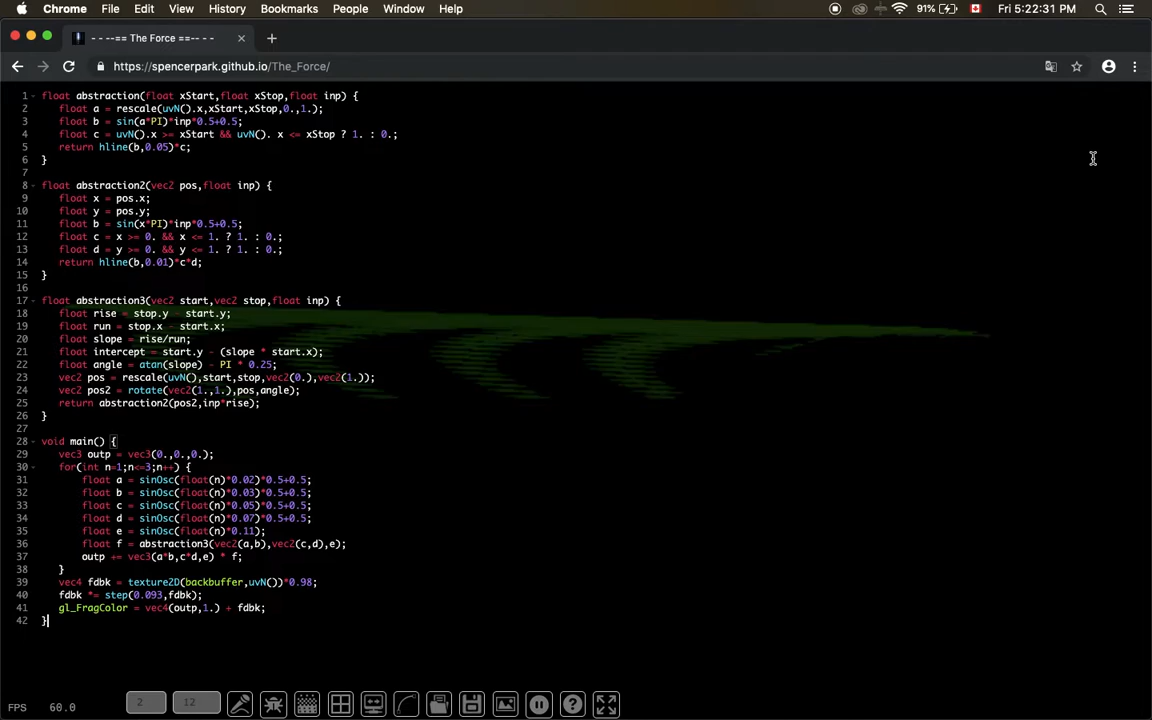 Chrome File Edit View History Bookmarks People Window Help 91% Fri 5:22:31 PM
- - --== The Force ==-- - -
https://spencerpark.github.io/The_Force/
1 float abstraction(float xStart,float xStop,float inp) {
2 float a = rescale(uvN().x,xStart,xStop,0.,1.);
3 float b = sin(a*PI)*inp*0.5+0.5;
4 float c = uvN().x >= xStart && uvN(). x <= xStop ? 1. : 0.;
5 return hline(b,0.05)*c;
6 }
7
8 float abstraction2(vec2 pos,float inp) {
9 float x = pos.x;
10 float y = pos.y;
11 float b = sin(x*PI)*inp*0.5+0.5;
12 float c = x >= 0. && x <= 1. ? 1. : 0.;
13 float d = y >= 0. && y <= 1. ? 1. : 0.;
14 return hline(b,0.01)*c*d;
15 }
16
17 float abstraction3(vec2 start,vec2 stop,float inp) {
18 float rise = stop.y - start.y;
19 float run = stop.x - start.x;
20 float slope = rise/run;
21 float intercept = start.y - (slope * start.x);
22 float angle = atan(slope) - PI * 0.25;
23 vec2 pos = rescale(uvN(),start,stop,vec2(0.),vec2(1.));
24 vec2 pos2 = rotate(vec2(1.,1.),pos,angle);
25 return abstraction2(pos2,inp*rise);
26 }
27
28 void main() {
29 vec3 outp = vec3(0.,0.,0.);
30 for(int n=1;n<=3;n++) {
31 float a = sinOsc(float(n)*0.02)*0.5+0.5;
32 float b = sinOsc(float(n)*0.03)*0.5+0.5;
33 float c = sinOsc(float(n)*0.05)*0.5+0.5;
34 float d = sinOsc(float(n)*0.07)*0.5+0.5;
35 float e = sinOsc(float(n)*0.11);
36 float f = abstraction3(vec2(a,b),vec2(c,d),e);
37 outp += vec3(a*b,c*d,e) * f;
38 }
39 vec4 fdbk = texture2D(backbuffer,uvN())*0.98;
40 fdbk *= step(0.093,fdbk);
41 gl_FragColor = vec4(outp,1.) + fdbk;
42 }
FPS 60.0 2 12